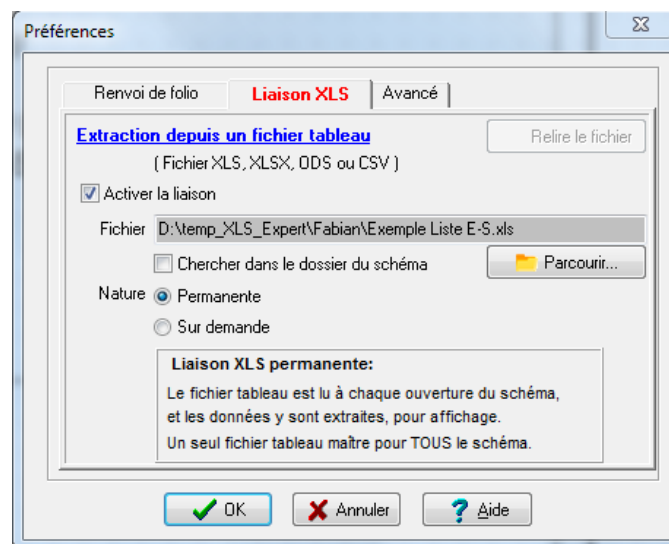 Préférences
Renvoi de folio
Liaison XLS
Avancé
Extraction depuis un fichier tableau
Relire le fichier
( Fichier XLS, XLSX, ODS ou CSV )
Activer la liaison
Fichier
D:\temp_XLS_Expert\Fabian\Exemple Liste E-S.xls
Chercher dans le dossier du schéma
Parcourir...
Nature
Permanente
Sur demande
Liaison XLS permanente:
Le fichier tableau est lu à chaque ouverture du schéma,
et les données y sont extraites, pour affichage.
Un seul fichier tableau maître pour TOUS le schéma.
OK
Annuler
Aide